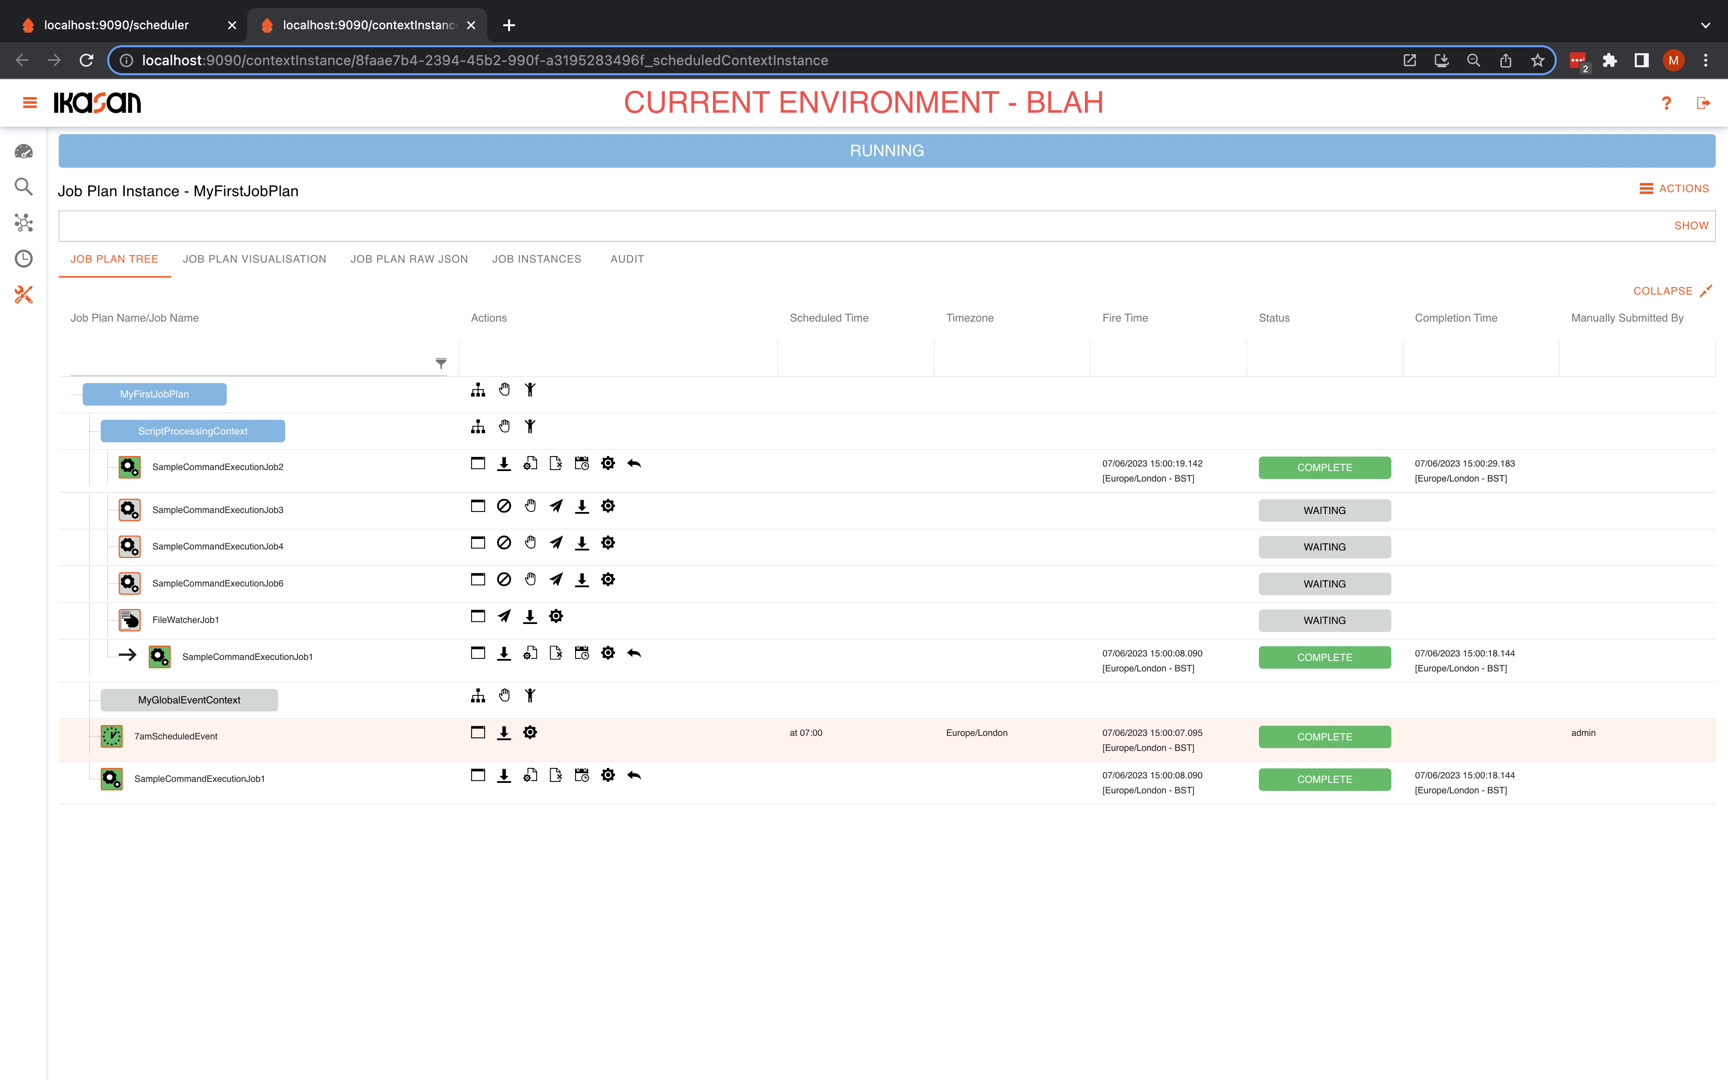 localhost:9090/scheduler
localhost:9090/contextInstanc
localhost:9090/contextInstance/8faae7b4-2394-45b2-990f-a3195283496f_scheduledContextInstance
2
M
IKASAN
CURRENT ENVIRONMENT - BLAH
?
RUNNING
Job Plan Instance - MyFirstJobPlan
ACTIONS
SHOW
JOB PLAN TREE
JOB PLAN VISUALISATION
JOB PLAN RAW JSON
JOB INSTANCES
AUDIT
COLLAPSE
Job Plan Name/Job Name Actions Scheduled Time Timezone Fire Time Status Completion Time Manually Submitted By
MyFirstJobPlan
ScriptProcessingContext
SampleCommandExecutionJob2 07/06/2023 15:00:19.142 COMPLETE 07/06/2023 15:00:29.183
[Europe/London - BST] [Europe/London - BST]
SampleCommandExecutionJob3 WAITING
SampleCommandExecutionJob4 WAITING
SampleCommandExecutionJob6 WAITING
FileWatcherJob1 WAITING
SampleCommandExecutionJob1 07/06/2023 15:00:08.090 COMPLETE 07/06/2023 15:00:18.144
[Europe/London - BST] [Europe/London - BST]
MyGlobalEventContext
7amScheduledEvent at 07:00 Europe/London 07/06/2023 15:00:07.095 COMPLETE admin
[Europe/London - BST]
SampleCommandExecutionJob1 07/06/2023 15:00:08.090 COMPLETE 07/06/2023 15:00:18.144
[Europe/London - BST] [Europe/London - BST]